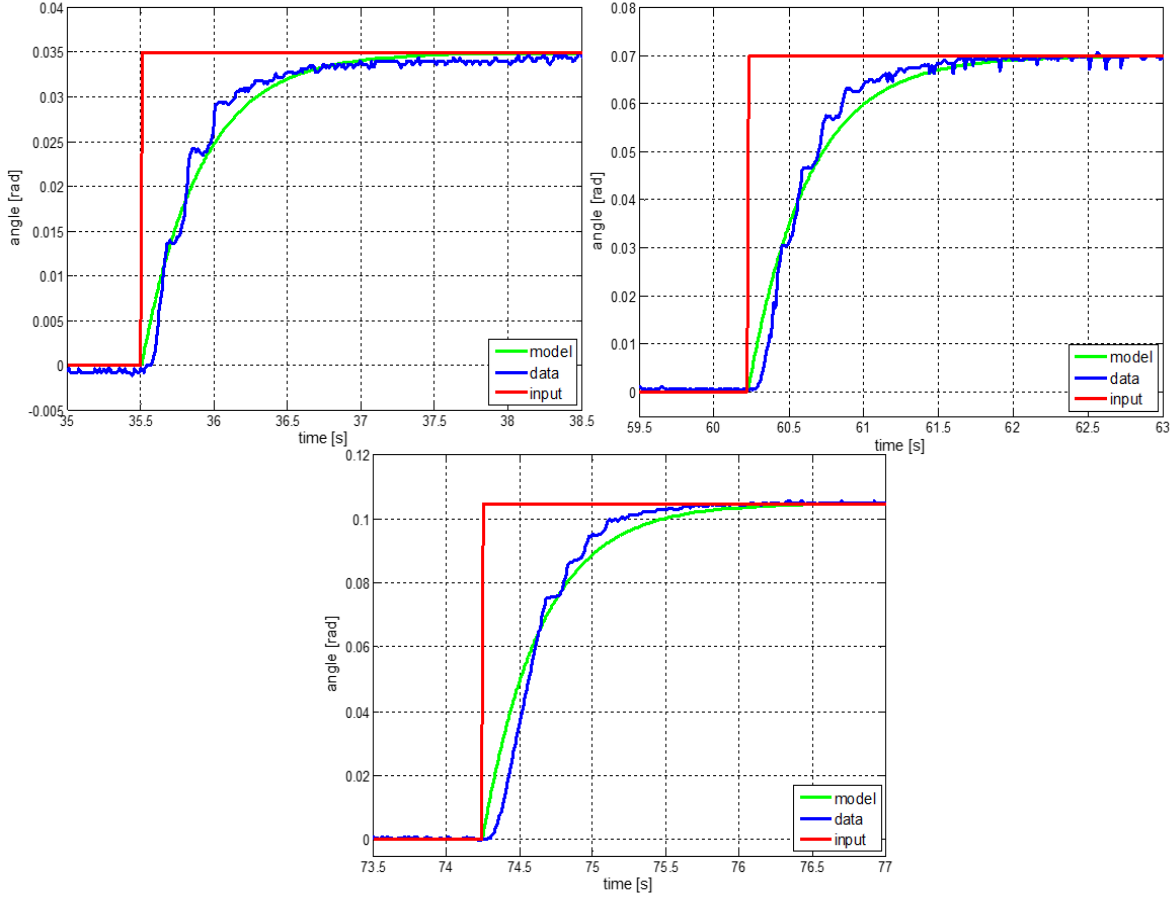 0.04
0.035
0.03
0.025
0.02
0.015
0.01
0.005
0
-0.005
angle [rad]
35 35.5 36 36.5 37 37.5 38 38.5
time [s]
model
data
input
0.08
0.07
0.06
0.05
0.04
0.03
0.02
0.01
0
angle [rad]
59.5 60 60.5 61 61.5 62 62.5 63
time [s]
model
data
input
0.12
0.1
0.08
0.06
0.04
0.02
0
angle [rad]
73.5 74 74.5 75 75.5 76 76.5 77
time [s]
model
data
input